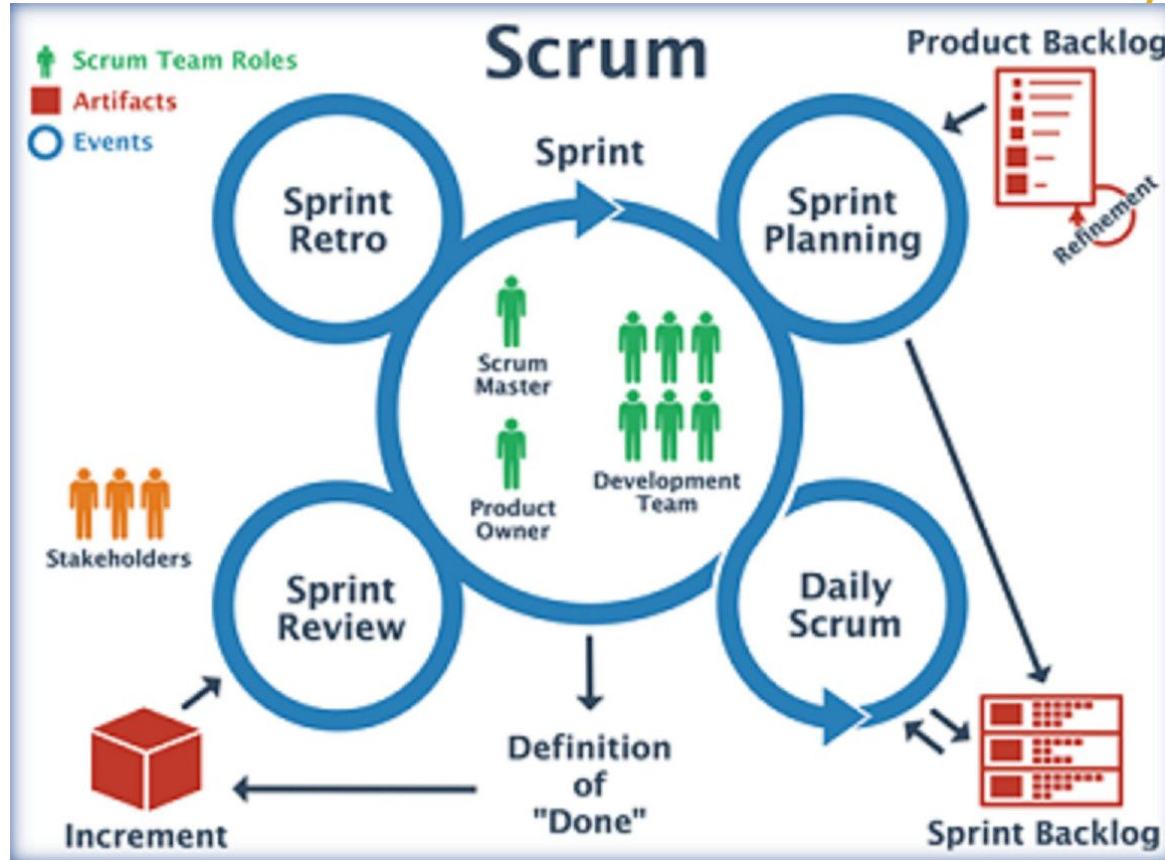 Scrum
Scrum Team Roles
Artifacts
Events
Product Backlog
Refinement
Sprint
Sprint
Retro
Sprint
Planning
Scrum
Master
Product
Owner
Development
Team
Stakeholders
Sprint
Review
Daily
Scrum
Increment
Definition
of
"Done"
Sprint Backlog